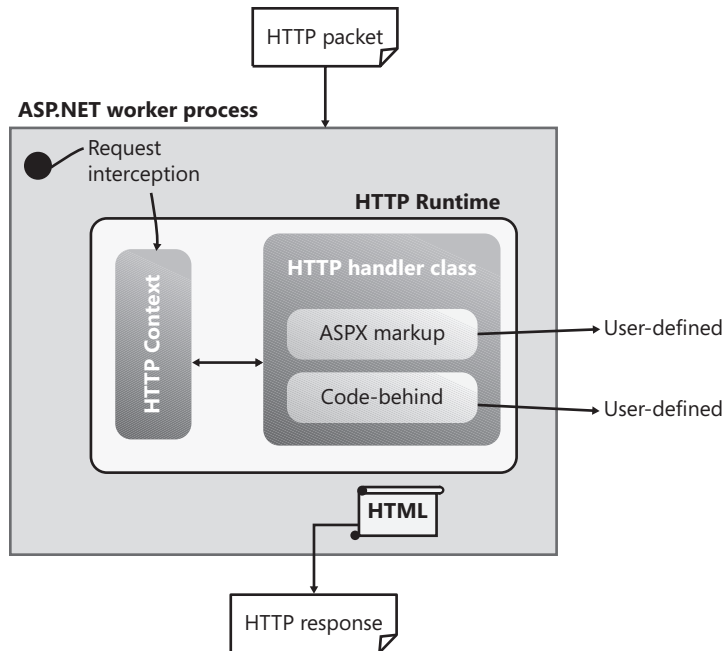 HTTP packet
ASP.NET worker process
Request
interception
HTTP Runtime
HTTP Context
HTTP handler class
ASPX markup
User-defined
Code-behind
User-defined
HTML
HTTP response